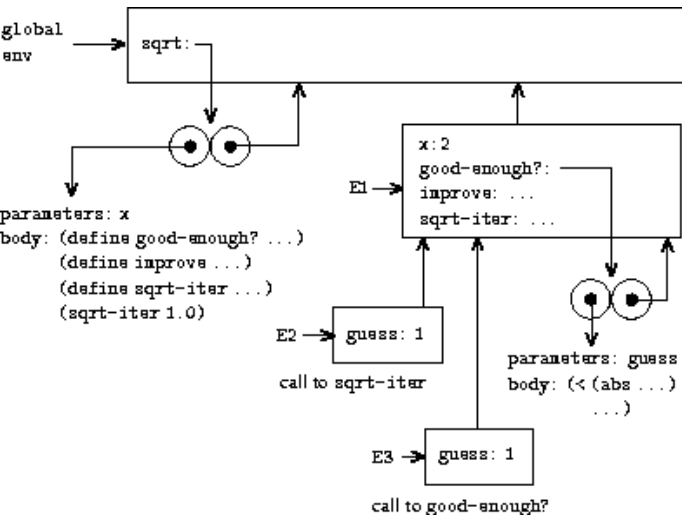 global
env
sqrt:
x:2
good-enough?:
E1
improve: ...
sqrt-iter: ...
parameters: x
body: (define good-enough? ...)
(define improve ...)
(define sqrt-iter ...)
(sqrt-iter 1.0)
E2
guess: 1
call to sqrt-iter
parameters: guess
body: (< (abs ...)
...)
E3
guess: 1
call to good-enough?